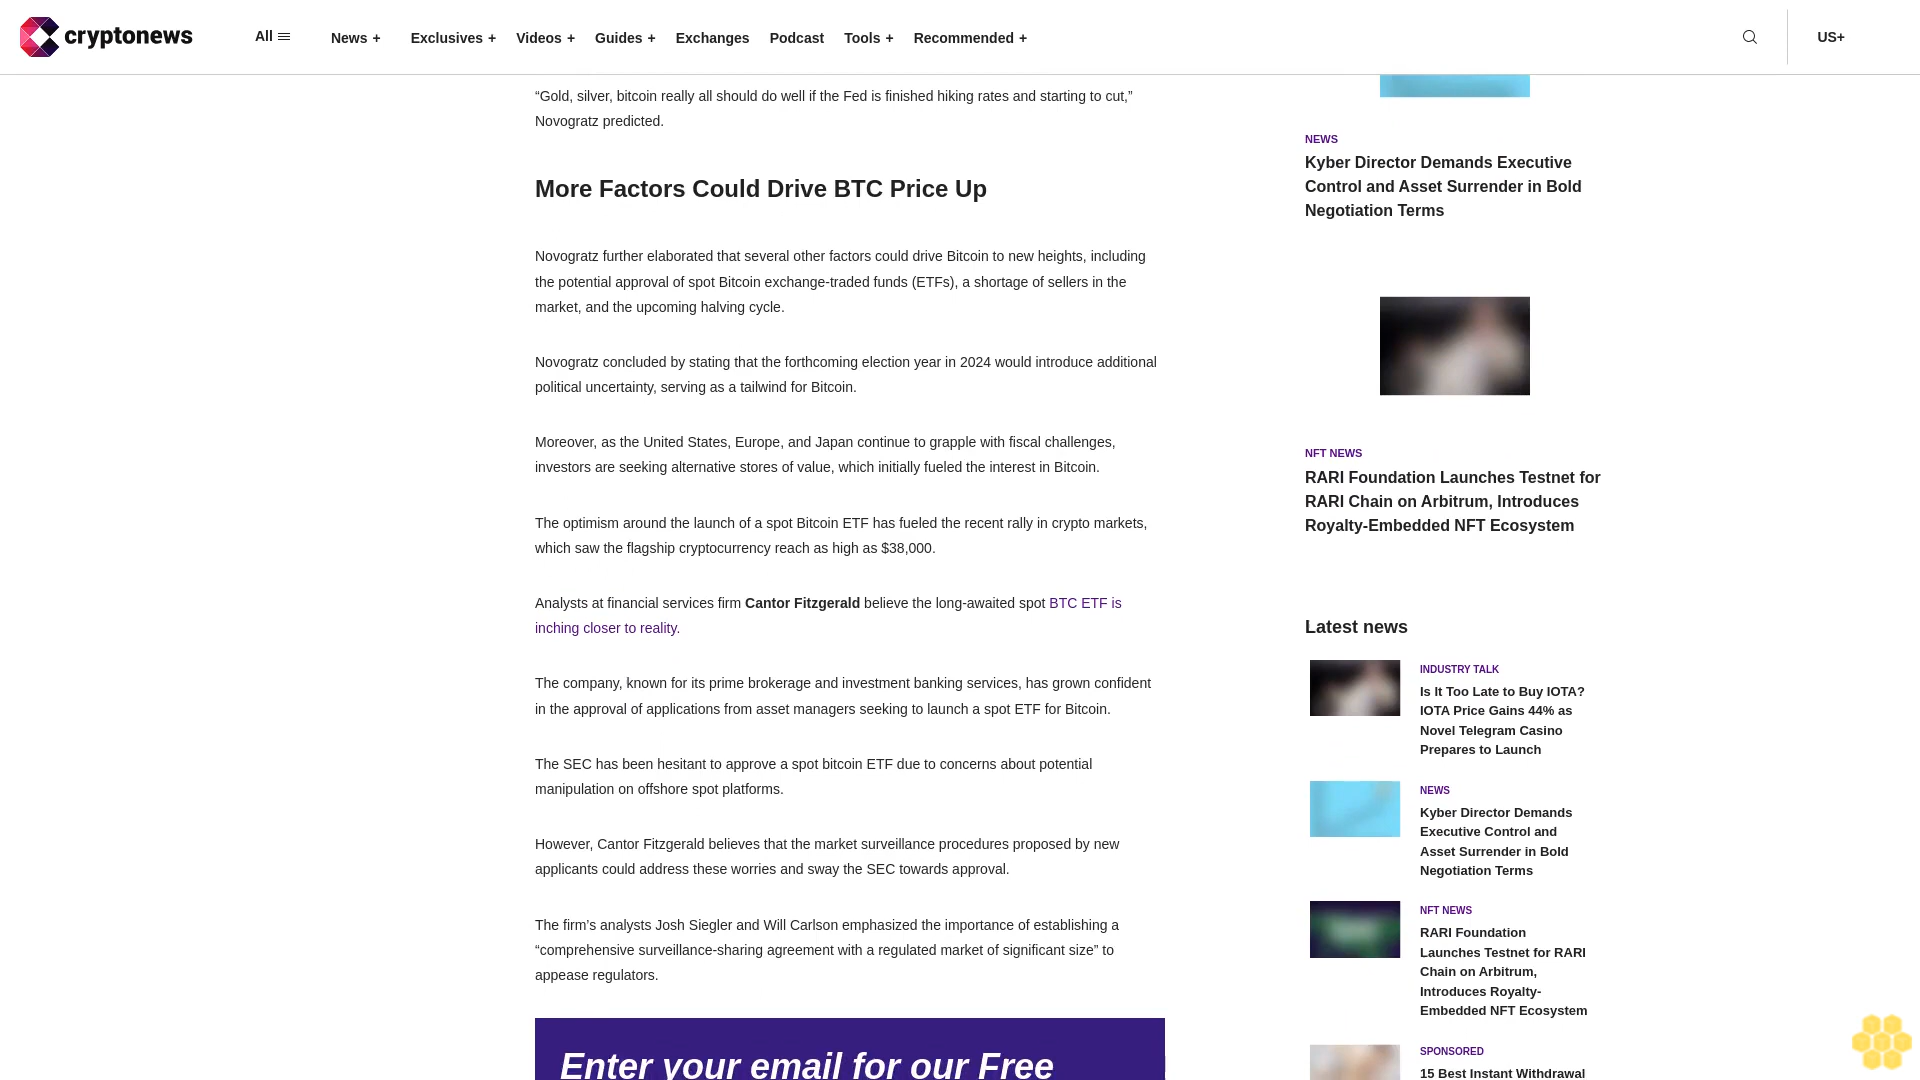 cryptonews
All
News +
Exclusives +
Videos +
Guides +
Exchanges
Podcast
Tools +
Recommended +
US+
“Gold, silver, bitcoin really all should do well if the Fed is finished hiking rates and starting to cut,”
Novogratz predicted.
More Factors Could Drive BTC Price Up
Novogratz further elaborated that several other factors could drive Bitcoin to new heights, including
the potential approval of spot Bitcoin exchange-traded funds (ETFs), a shortage of sellers in the
market, and the upcoming halving cycle.
Novogratz concluded by stating that the forthcoming election year in 2024 would introduce additional
political uncertainty, serving as a tailwind for Bitcoin.
Moreover, as the United States, Europe, and Japan continue to grapple with fiscal challenges,
investors are seeking alternative stores of value, which initially fueled the interest in Bitcoin.
The optimism around the launch of a spot Bitcoin ETF has fueled the recent rally in crypto markets,
which saw the flagship cryptocurrency reach as high as $38,000.
Analysts at financial services firm Cantor Fitzgerald believe the long-awaited spot BTC ETF is
inching closer to reality.
The company, known for its prime brokerage and investment banking services, has grown confident
in the approval of applications from asset managers seeking to launch a spot ETF for Bitcoin.
The SEC has been hesitant to approve a spot bitcoin ETF due to concerns about potential
manipulation on offshore spot platforms.
However, Cantor Fitzgerald believes that the market surveillance procedures proposed by new
applicants could address these worries and sway the SEC towards approval.
The firm’s analysts Josh Siegler and Will Carlson emphasized the importance of establishing a
“comprehensive surveillance-sharing agreement with a regulated market of significant size” to
appease regulators.
Enter your email for our Free
NEWS
Kyber Director Demands Executive
Control and Asset Surrender in Bold
Negotiation Terms
NFT NEWS
RARI Foundation Launches Testnet for
RARI Chain on Arbitrum, Introduces
Royalty-Embedded NFT Ecosystem
Latest news
INDUSTRY TALK
Is It Too Late to Buy IOTA?
IOTA Price Gains 44% as
Novel Telegram Casino
Prepares to Launch
NEWS
Kyber Director Demands
Executive Control and
Asset Surrender in Bold
Negotiation Terms
NFT NEWS
RARI Foundation
Launches Testnet for RARI
Chain on Arbitrum,
Introduces Royalty-
Embedded NFT Ecosystem
SPONSORED
15 Best Instant Withdrawal